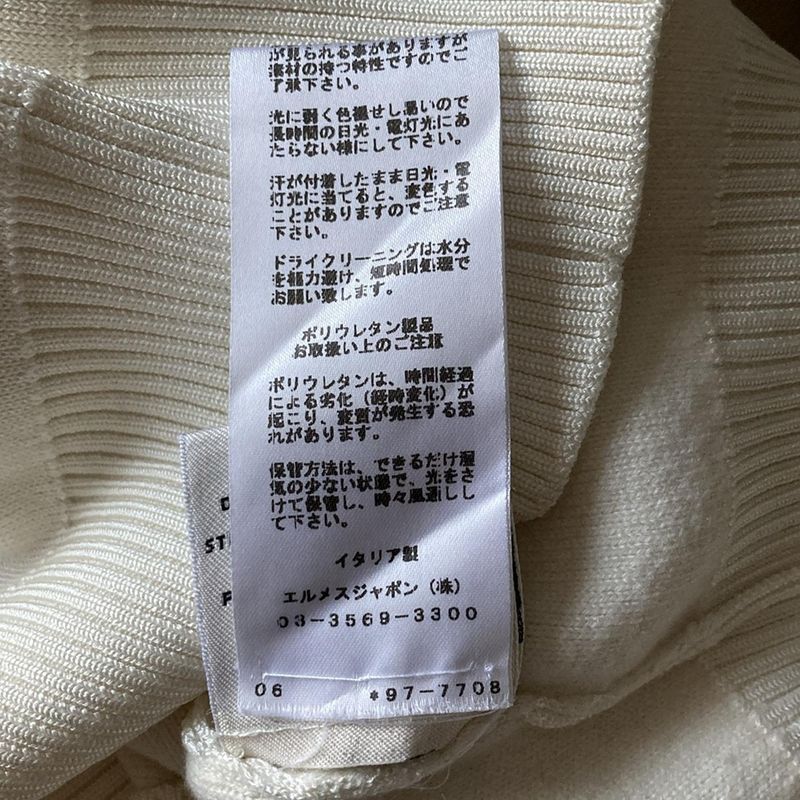 が見られる事がありますが
素材の持つ特性ですのでご
了承下さい。
光に弱く色褪せし易いので
長時間の日光・電灯光にあ
たらない様にして下さい。
汗が付着したまま日光・電
灯光に当てると、変色する
ことがありますのでご注意
下さい。
ドライクリーニングは水分
を極力避け、短時間処理で
お願い致します。
ポリウレタン製品
お取扱い上のご注意
ポリウレタンは、時間経過
による劣化（経時変化）が
起こり、変質が発生する恐
れがあります。
保管方法は、できるだけ湿
気の少ない状態で、光をさ
けて保管し、時々風通しし
て下さい。
イタリア製
エルメスジャポン（株）
03-3569-3300
06 *97-7708
D
ST
F